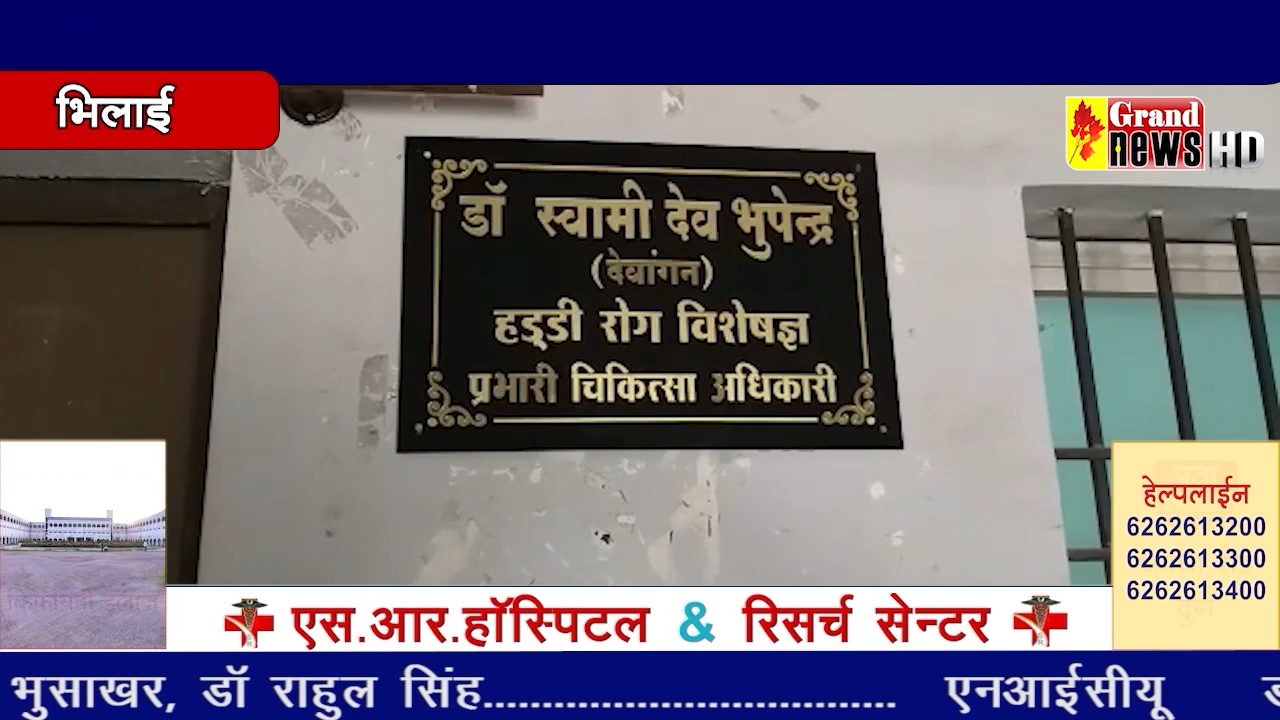 भिलाई
Grand
news HD
डॉ स्वामी देव भुपेन्द्र
(देवांगन)
हड्डी रोग विशेषज्ञ
प्रभारी चिकित्सा अधिकारी
हेल्पलाईन
6262613200
6262613300
6262613400
एस.आर.हॉस्पिटल & रिसर्च सेन्टर
भुसाखर, डॉ राहुल सिंह................................. एनआईसीयू